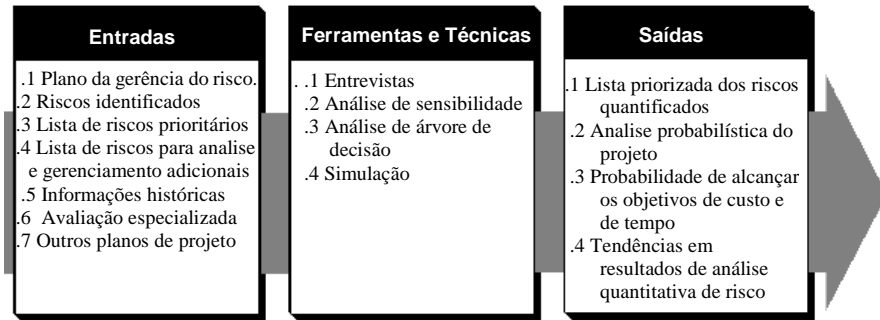 Entradas
.1 Plano da gerência do risco.
.2 Riscos identificados
.3 Lista de riscos prioritários
.4 Lista de riscos para analise
e gerenciamento adicionais
.5 Informações históricas
.6 Avaliação especializada
.7 Outros planos de projeto
Ferramentas e Técnicas
. .1 Entrevistas
.2 Análise de sensibilidade
.3 Análise de árvore de
decisão
.4 Simulação
Saídas
.1 Lista priorizada dos riscos
quantificados
.2 Analise probabilística do
projeto
.3 Probabilidade de alcançar
os objetivos de custo e
de tempo
.4 Tendências em
resultados de análise
quantitativa de risco